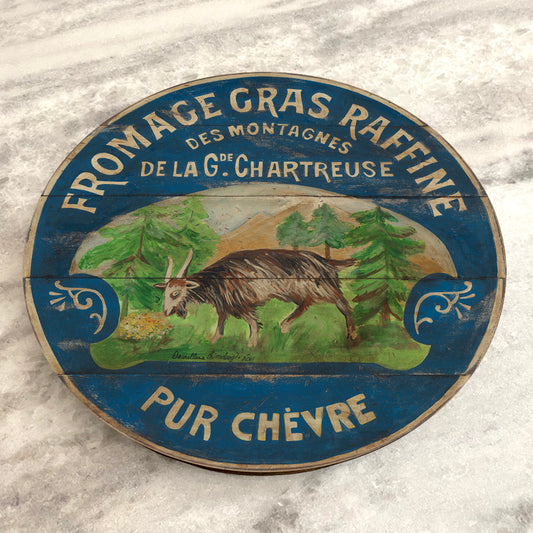 FROMAGE GRAS RAFFINE
DES MONTAGNES
DE LA GDE. CHARTREUSE
PUR CHÈVRE